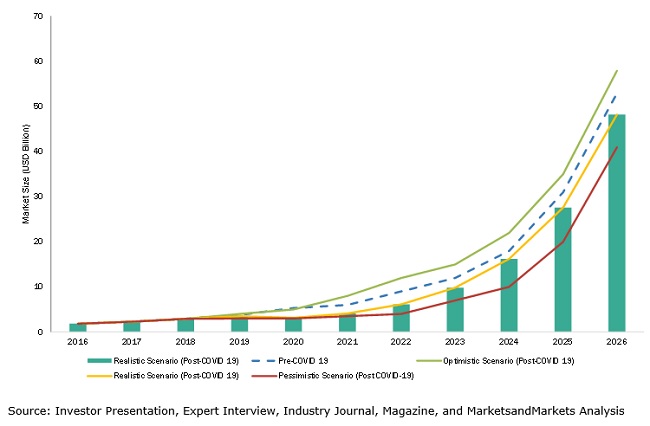 70
60
50
40
30
20
10
0
Market Size (USD Billion)
2016 2017 2018 2019 2020 2021 2022 2023 2024 2025 2026
Realistic Scenario (Post-COVID 19) Pre-COVID 19 Optimistic Scenario (Post-COVID 19)
Realistic Scenario (Post-COVID 19) Pessimistic Scenario (Post COVID-19)
Source: Investor Presentation, Expert Interview, Industry Journal, Magazine, and MarketsandMarkets Analysis